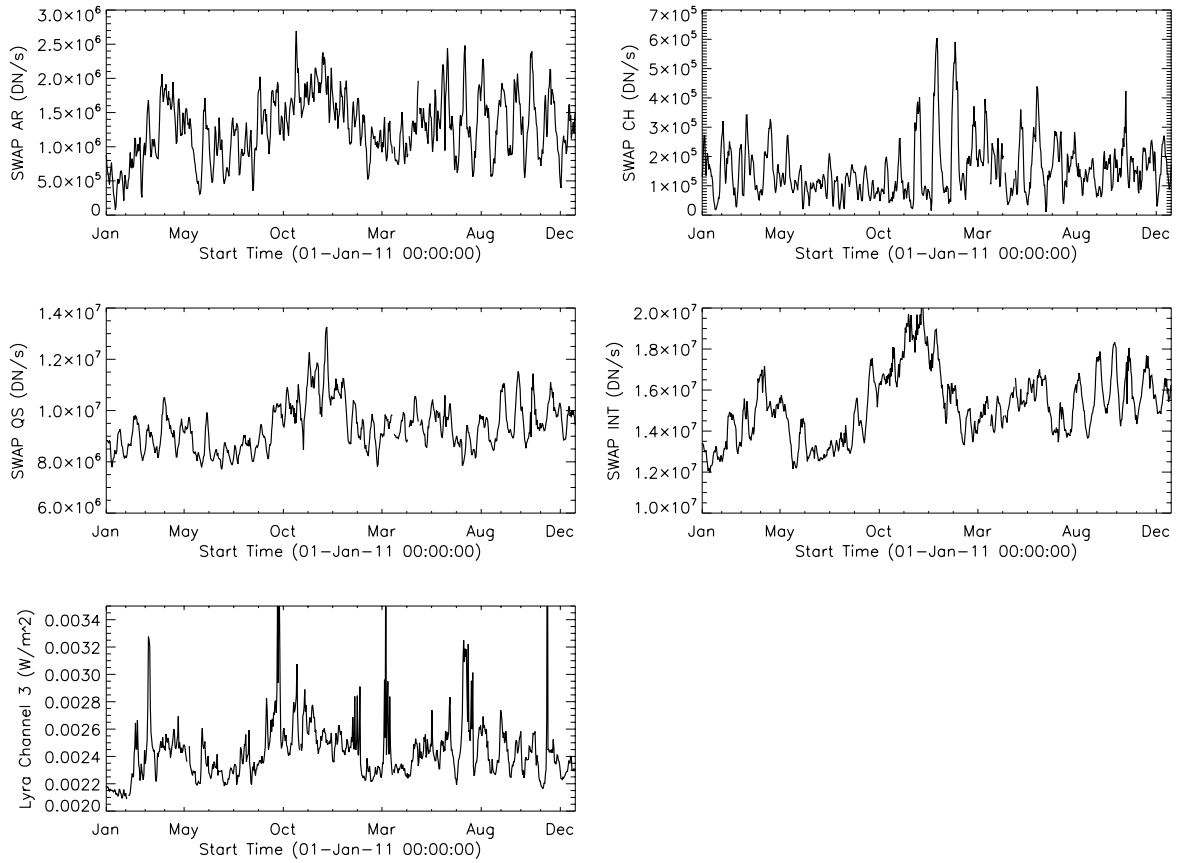 SWAP AR (DN/s)
3.0×10⁶
2.5×10⁶
2.0×10⁶
1.5×10⁶
1.0×10⁶
5.0×10⁵
0
Jan May Oct Mar Aug Dec
Start Time (01-Jan-11 00:00:00)
SWAP CH (DN/s)
7×10⁵
6×10⁵
5×10⁵
4×10⁵
3×10⁵
2×10⁵
1×10⁵
0
Jan May Oct Mar Aug Dec
Start Time (01-Jan-11 00:00:00)
SWAP QS (DN/s)
1.4×10⁷
1.2×10⁷
1.0×10⁷
8.0×10⁶
6.0×10⁶
Jan May Oct Mar Aug Dec
Start Time (01-Jan-11 00:00:00)
SWAP INT (DN/s)
2.0×10⁷
1.8×10⁷
1.6×10⁷
1.4×10⁷
1.2×10⁷
1.0×10⁷
Jan May Oct Mar Aug Dec
Start Time (01-Jan-11 00:00:00)
Lyra Channel 3 (W/m^2)
0.0034
0.0032
0.0030
0.0028
0.0026
0.0024
0.0022
0.0020
Jan May Oct Mar Aug Dec
Start Time (01-Jan-11 00:00:00)